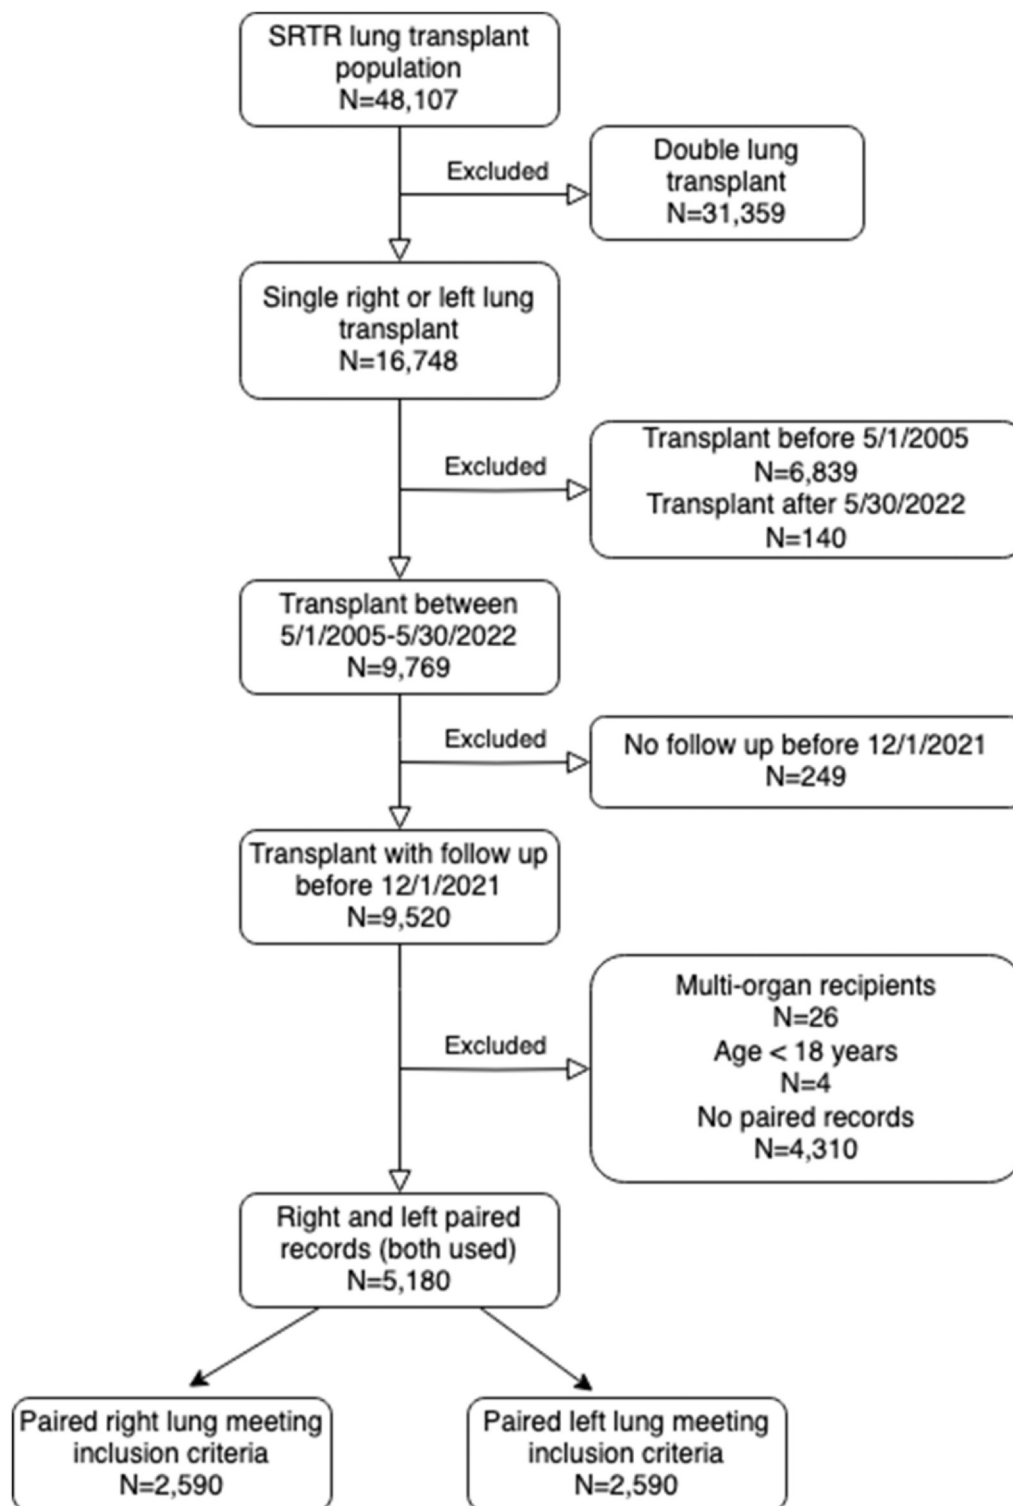 SRTR lung transplant
population
N=48,107
Excluded
Double lung
transplant
N=31,359
Single right or left lung
transplant
N=16,748
Excluded
Transplant before 5/1/2005
N=6,839
Transplant after 5/30/2022
N=140
Transplant between
5/1/2005-5/30/2022
N=9,769
Excluded
No follow up before 12/1/2021
N=249
Transplant with follow up
before 12/1/2021
N=9,520
Excluded
Multi-organ recipients
N=26
Age < 18 years
N=4
No paired records
N=4,310
Right and left paired
records (both used)
N=5,180
Paired right lung meeting
inclusion criteria
N=2,590
Paired left lung meeting
inclusion criteria
N=2,590